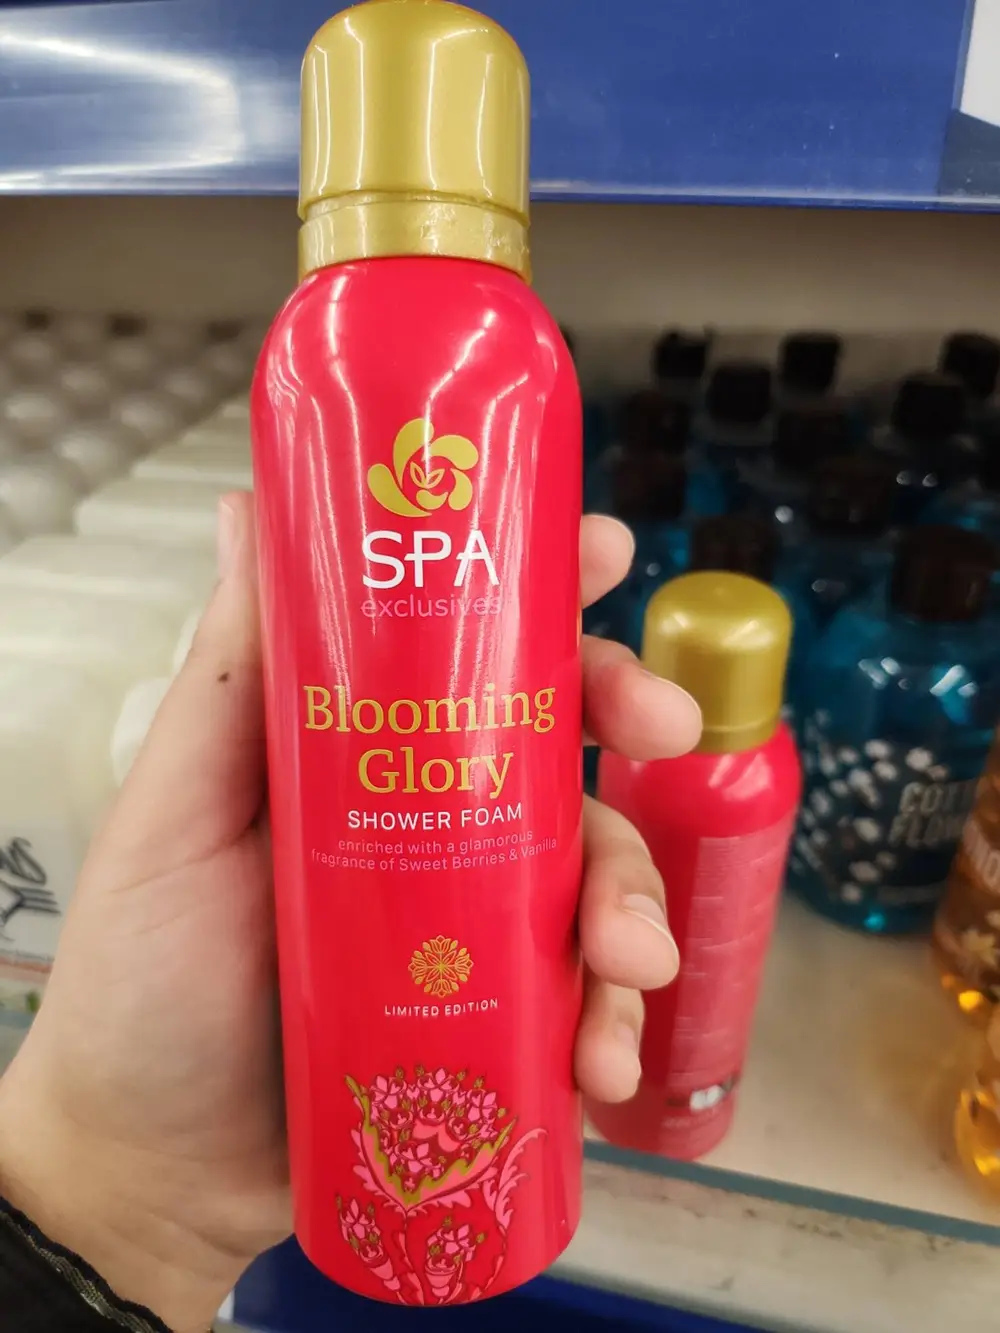 SPA
exclusives
Blooming
Glory
SHOWER FOAM
enriched with a glamorous
fragrance of Sweet Berries & Vanilla
LIMITED EDITION